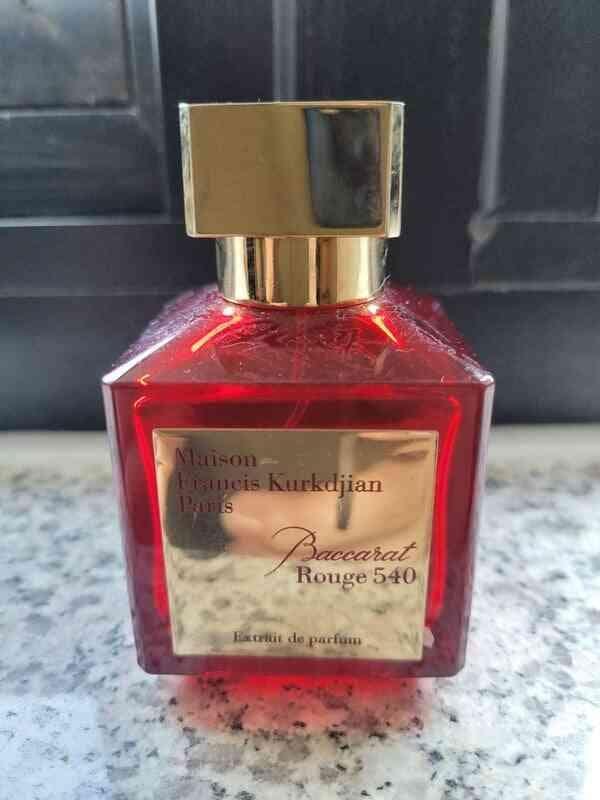 Maison
Francis Kurkdjian
Paris
Baccarat
Rouge 540
Extrait de parfum